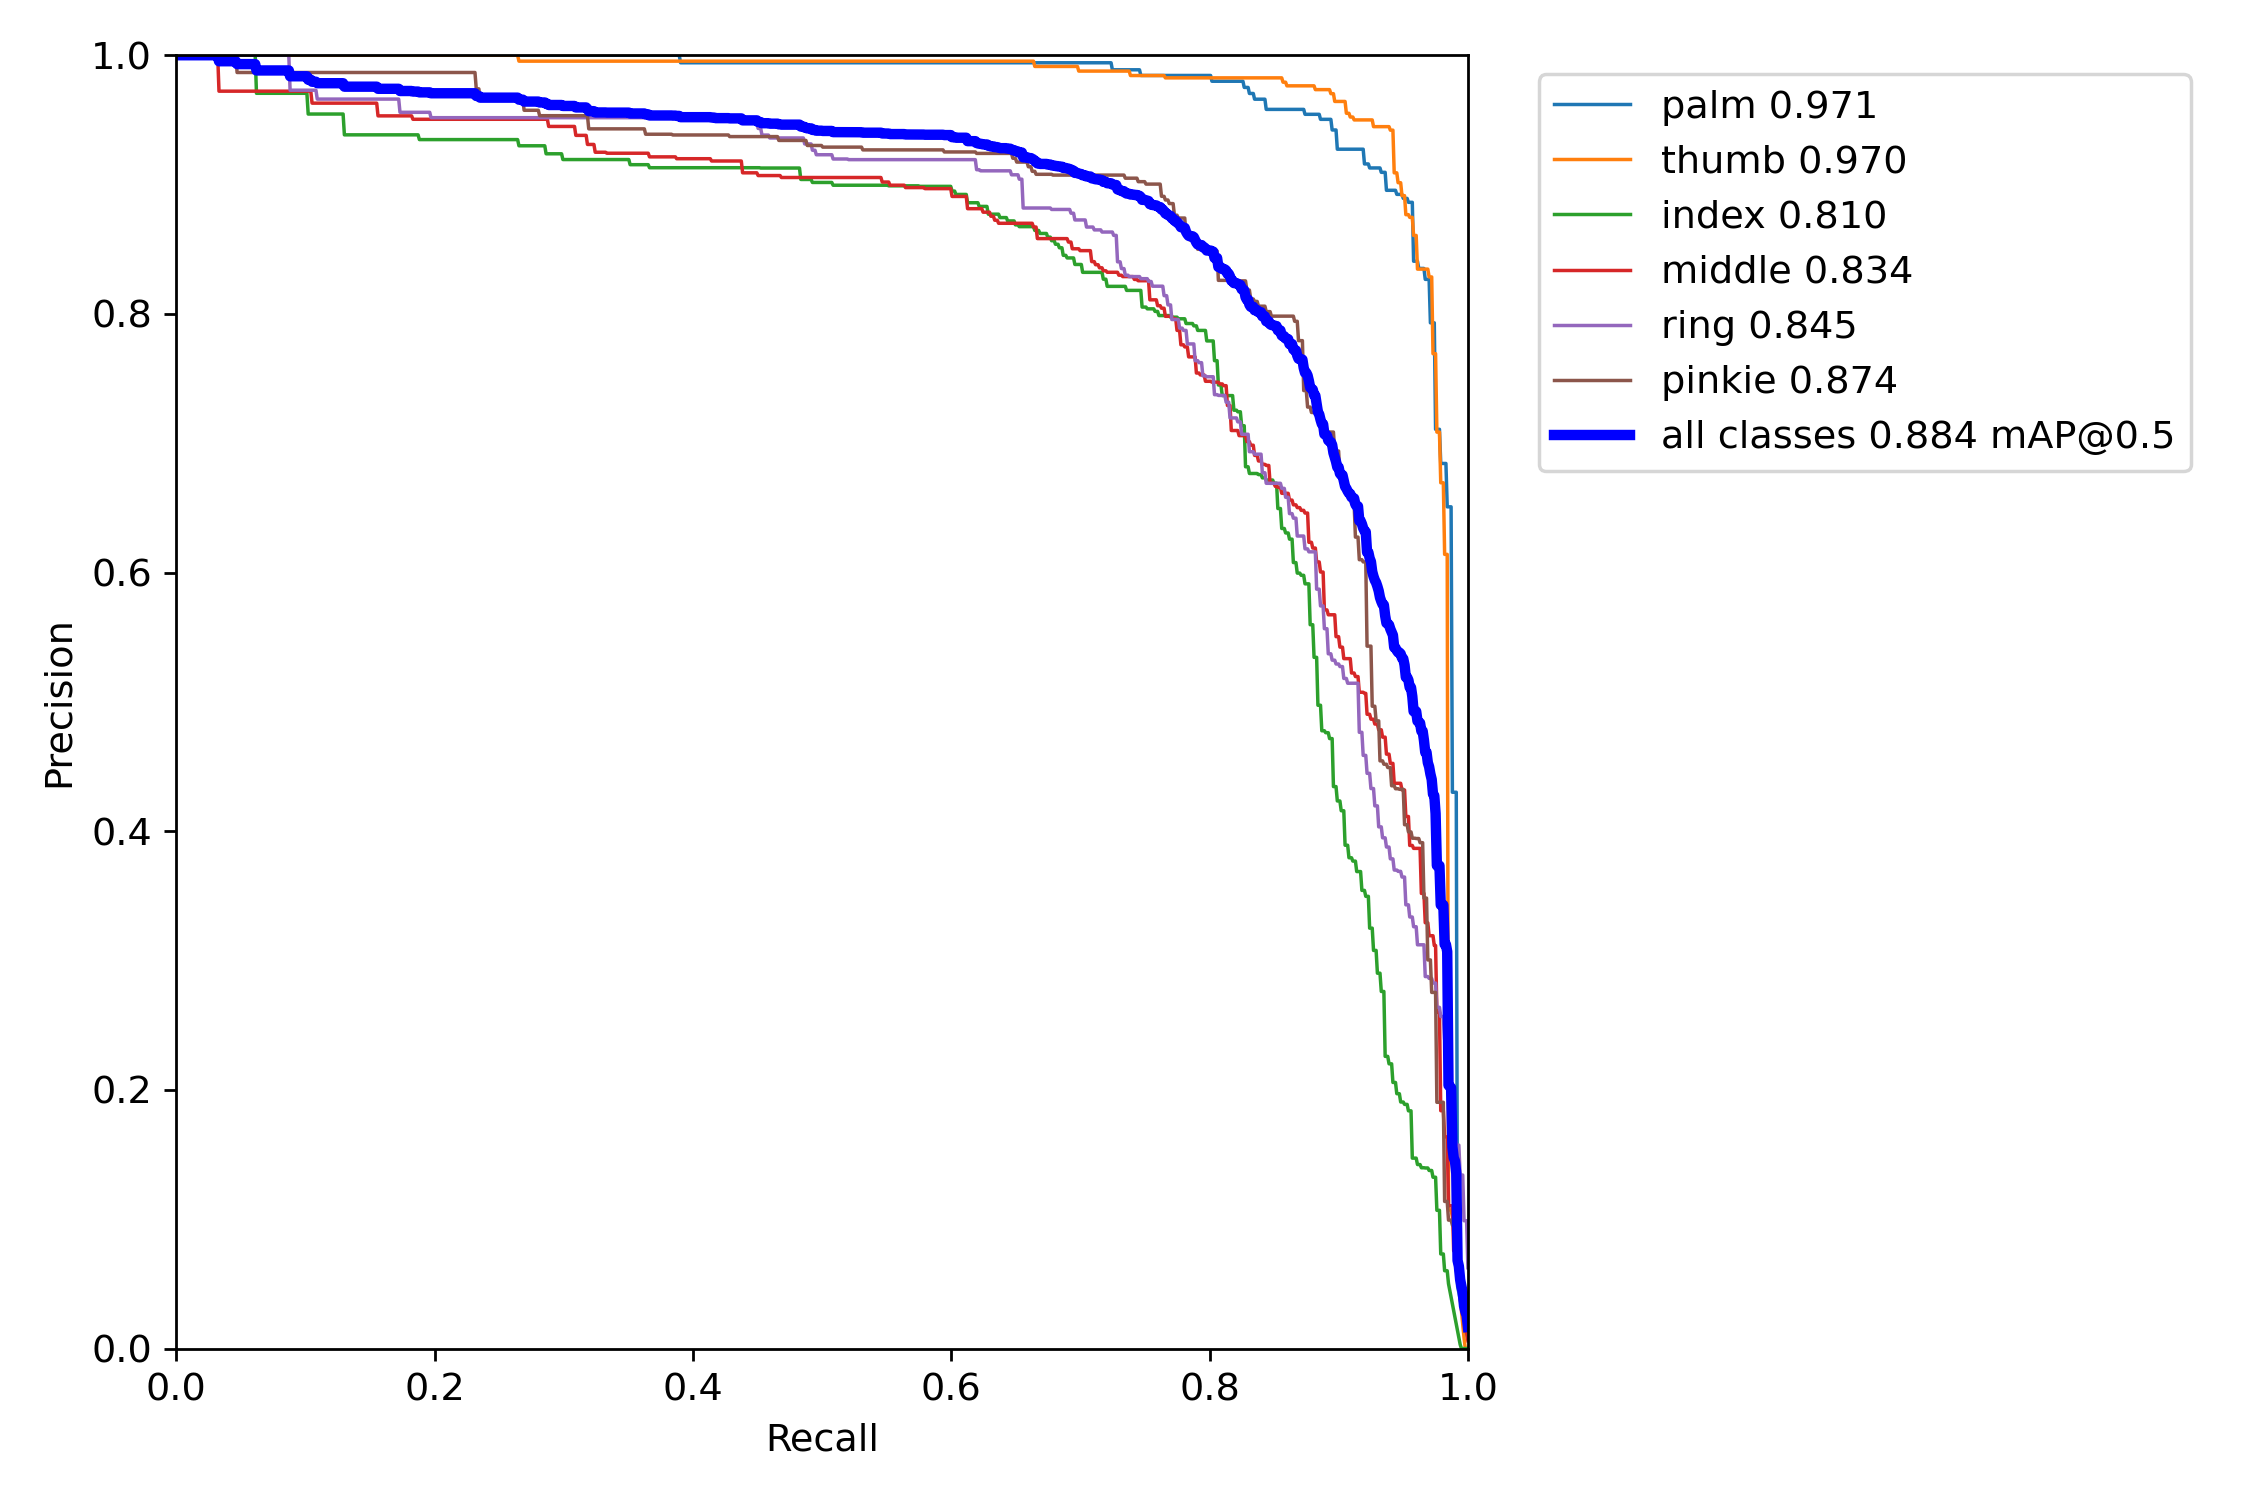 1.0
0.8
0.6
0.4
0.2
0.0
Precision
0.0 0.2 0.4 0.6 0.8 1.0
Recall
palm 0.971
thumb 0.970
index 0.810
middle 0.834
ring 0.845
pinkie 0.874
all classes 0.884 mAP@0.5